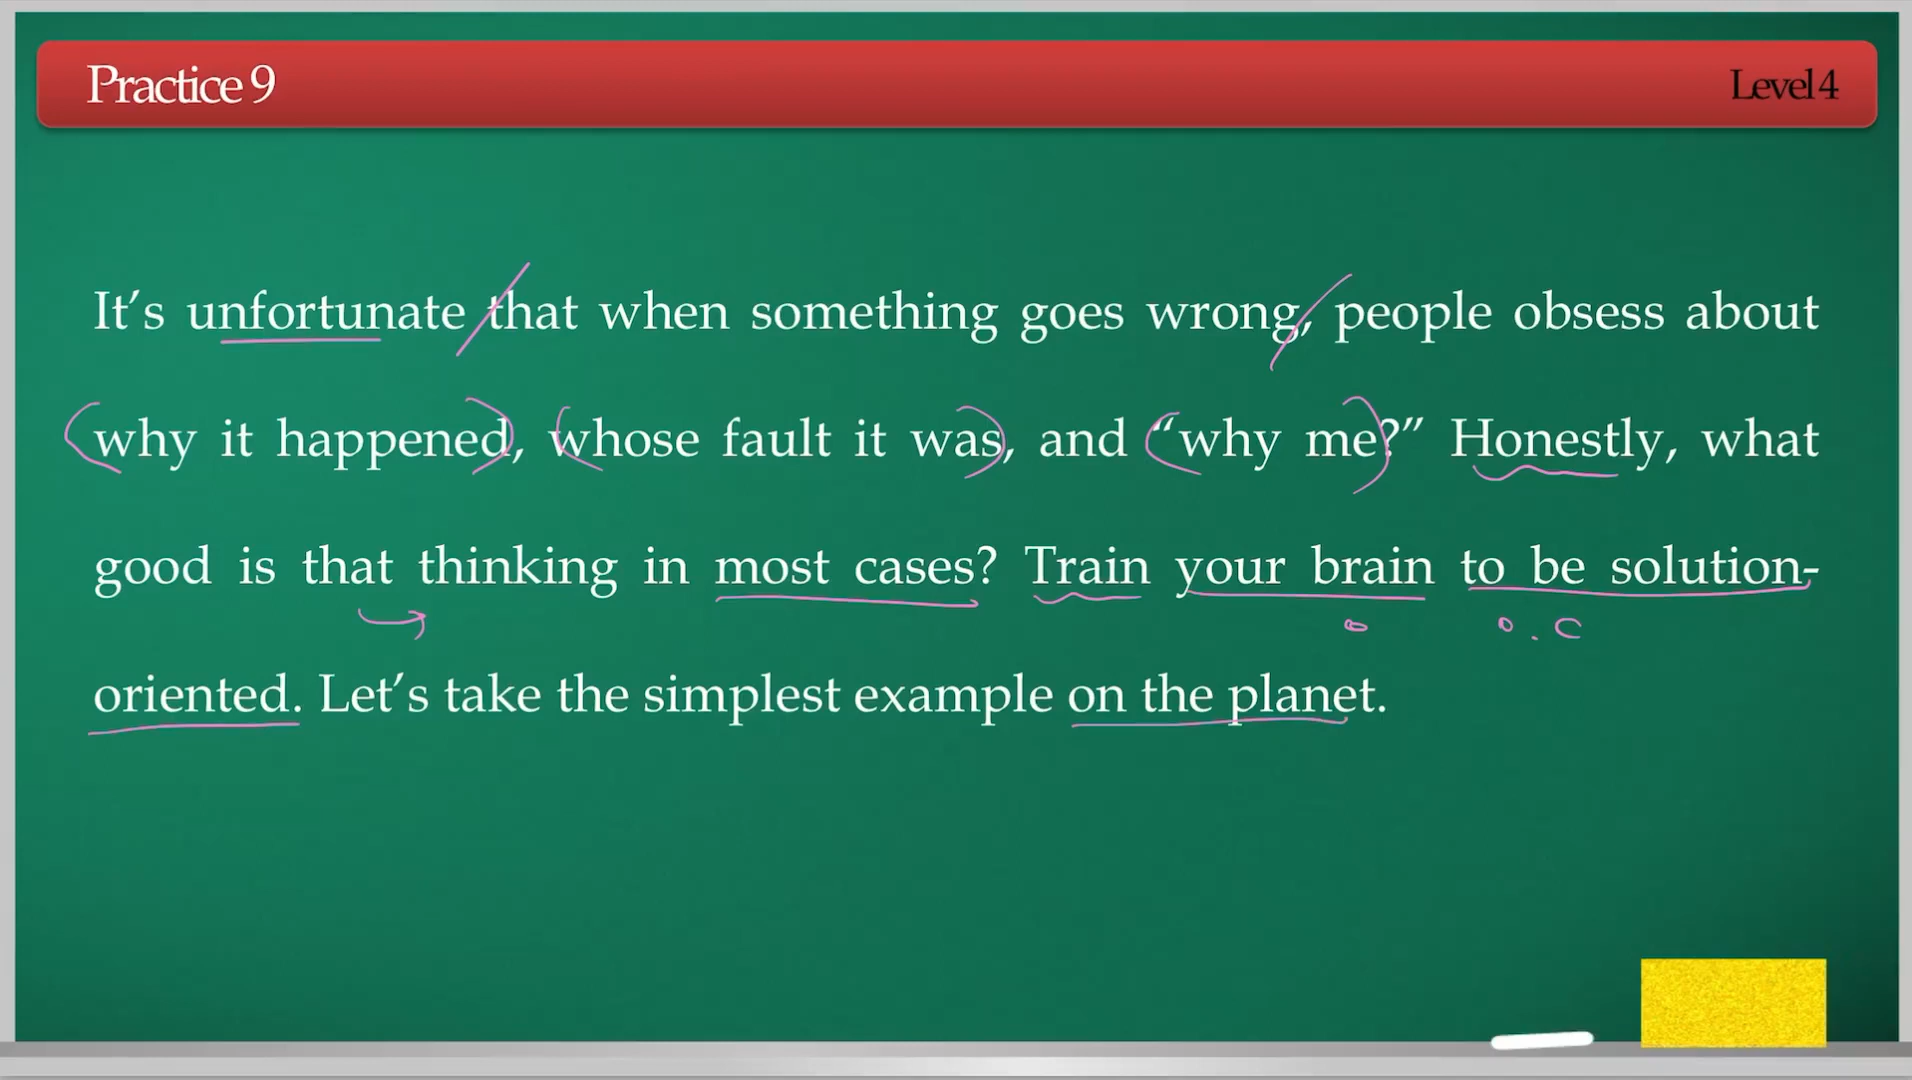 Practice 9
Level 4
It’s unfortunate that when something goes wrong, people obsess about
why it happened, whose fault it was, and “why me?” Honestly, what
good is that thinking in most cases? Train your brain to be solution-
o o.c
oriented. Let’s take the simplest example on the planet.